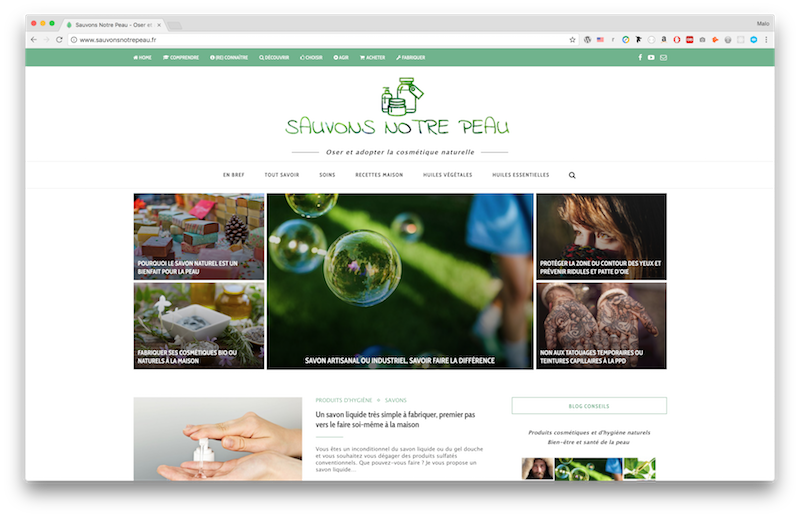 Sauvons Notre Peau - Oser et
Malo
www.sauvonsnotrepeau.fr
HOME COMPRENDRE (RE) CONNAÎTRE DÉCOUVRIR CHOISIR AGIR ACHETER FABRIQUER
SAUVONS NOTRE PEAU
Oser et adopter la cosmétique naturelle
EN BREF TOUT SAVOIR SOINS RECETTES MAISON HUILES VÉGÉTALES HUILES ESSENTIELLES
POURQUOI LE SAVON NATUREL EST UN
BIENFAIT POUR LA PEAU
FABRIQUER SES COSMÉTIQUES BIO OU
NATURELS À LA MAISON
SAVON ARTISANAL OU INDUSTRIEL, SAVOIR FAIRE LA DIFFÉRENCE
PROTÉGER LA ZONE DU CONTOUR DES YEUX ET
PRÉVENIR RIDULES ET PATTE D'OIE
NON AUX TATOUAGES TEMPORAIRES OU
TEINTURES CAPILLAIRES À LA PPD
PRODUITS D'HYGIÈNE SAVONS
Un savon liquide très simple à fabriquer, premier pas
vers le faire soi-même à la maison
Vous êtes un inconditionnel du savon liquide ou du gel douche
et vous souhaitez vous dégager des produits sulfatés
conventionnels. Que pouvez-vous faire ? Je vous propose un
savon liquide...
BLOG CONSEILS
Produits cosmétiques et d'hygiène naturels
Bien-être et santé de la peau